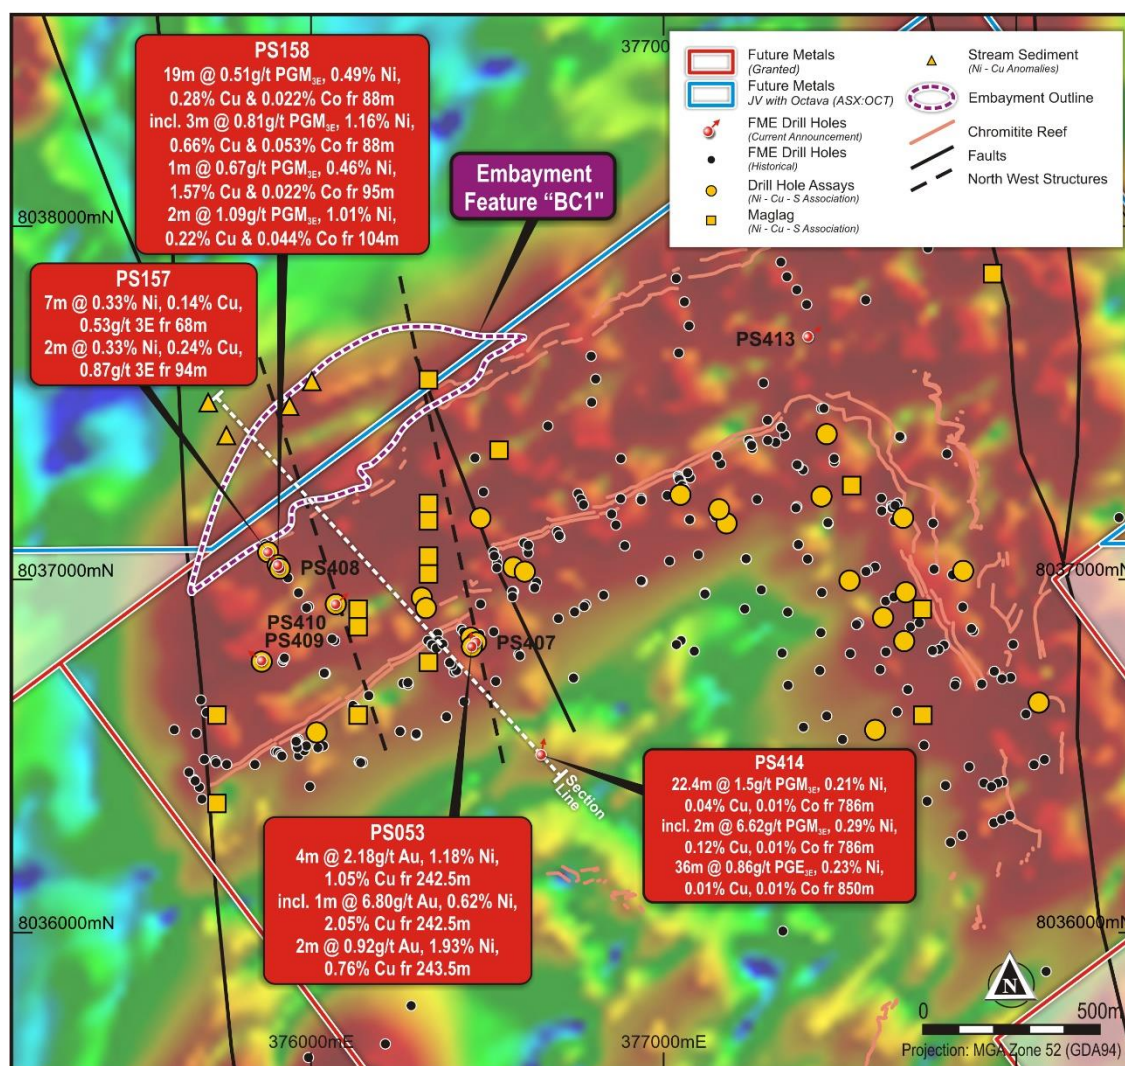 PS158
19m @ 0.51g/t PGM3E, 0.49% Ni,
0.28% Cu & 0.022% Co fr 88m
incl. 3m @ 0.81g/t PGM3E, 1.16% Ni,
0.66% Cu & 0.053% Co fr 88m
1m @ 0.67g/t PGM3E, 0.46% Ni,
1.57% Cu & 0.022% Co fr 95m
2m @ 1.09g/t PGM3E, 1.01% Ni,
0.22% Cu & 0.044% Co fr 104m
Future Metals
(Granted)
Future Metals
JV with Octava (ASX:OCT)
FME Drill Holes
(Current Announcement)
FME Drill Holes
(Historical)
Drill Hole Assays
(Ni - Cu - S Association)
Maglag
(Ni - Cu - S Association)
Stream Sediment
(Ni - Cu Anomalies)
Embayment Outline
Chromitite Reef
Faults
North West Structures
Embayment
Feature "BC1"
8038000mN
PS157
7m @ 0.33% Ni, 0.14% Cu,
0.53g/t 3E fr 68m
2m @ 0.33% Ni, 0.24% Cu,
0.87g/t 3E fr 94m
PS413
8037000mN
8037000mN
PS408
PS410
PS409
PS407
Section
Line
PS414
22.4m @ 1.5g/t PGM3E, 0.21% Ni,
0.04% Cu, 0.01% Co fr 786m
incl. 2m @ 6.62g/t PGM3E, 0.29% Ni,
0.12% Cu, 0.01% Co fr 786m
36m @ 0.86g/t PGE3E, 0.23% Ni,
0.01% Cu, 0.01% Co fr 850m
PS053
4m @ 2.18g/t Au, 1.18% Ni,
1.05% Cu fr 242.5m
incl. 1m @ 6.80g/t Au, 0.62% Ni,
2.05% Cu fr 242.5m
2m @ 0.92g/t Au, 1.93% Ni,
0.76% Cu fr 243.5m
8036000mN
8036000mN
N
0 500m
376000mE
377000mE
Projection: MGA Zone 52 (GDA94)